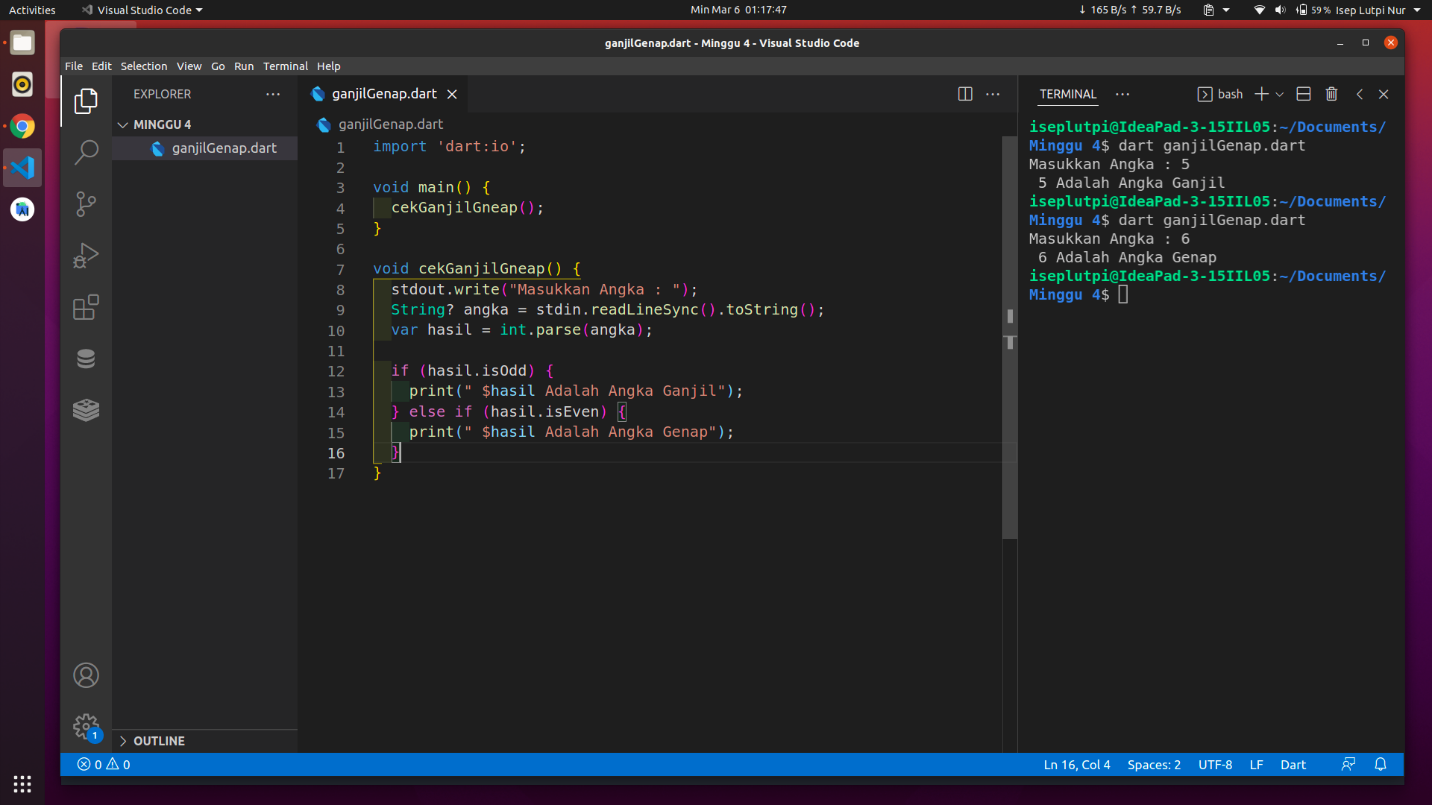 Activities Visual Studio Code Min Mar 6 01:17:47 ↓ 165 B/s ↑ 59.7 B/s 59 % Isep Lutpi Nur
ganjilGenap.dart - Minggu 4 - Visual Studio Code
File Edit Selection View Go Run Terminal Help
EXPLORER ···
MINGGU 4
ganjilGenap.dart
ganjilGenap.dart
ganjilGenap.dart
1 import 'dart:io';
2
3 void main() {
4 cekGanjilGneap();
5 }
6
7 void cekGanjilGneap() {
8 stdout.write("Masukkan Angka : ");
9 String? angka = stdin.readLineSync().toString();
10 var hasil = int.parse(angka);
11
12 if (hasil.isOdd) {
13 print(" $hasil Adalah Angka Ganjil");
14 } else if (hasil.isEven) {
15 print(" $hasil Adalah Angka Genap");
16 }
17 }
TERMINAL ··· bash
iseplutpi@IdeaPad-3-15IIL05:~/Documents/
Minggu 4$ dart ganjilGenap.dart
Masukkan Angka : 5
5 Adalah Angka Ganjil
iseplutpi@IdeaPad-3-15IIL05:~/Documents/
Minggu 4$ dart ganjilGenap.dart
Masukkan Angka : 6
6 Adalah Angka Genap
iseplutpi@IdeaPad-3-15IIL05:~/Documents/
Minggu 4$
1
OUTLINE
0 0 Ln 16, Col 4 Spaces: 2 UTF-8 LF Dart